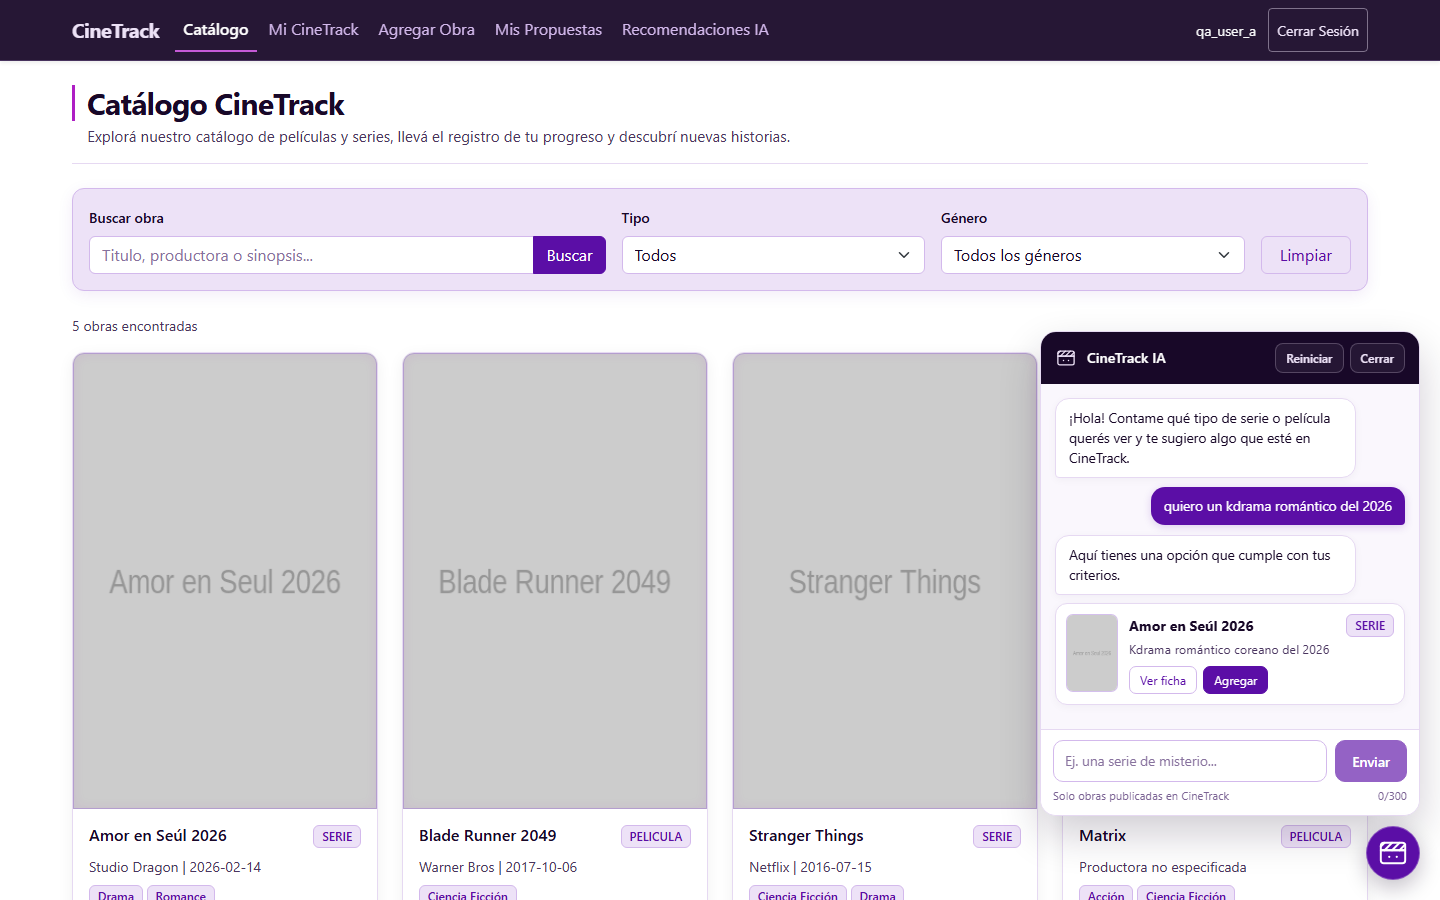 CineTrack Catálogo Mi CineTrack Agregar Obra Mis Propuestas Recomendaciones IA qa_user_a Cerrar Sesión
Catálogo CineTrack
Explorá nuestro catálogo de películas y series, llevá el registro de tu progreso y descubrí nuevas historias.
Buscar obra Tipo Género
Titulo, productora o sinopsis... Buscar Todos Todos los géneros Limpiar
5 obras encontradas
Amor en Seul 2026
Blade Runner 2049
Stranger Things
Amor en Seúl 2026 SERIE
Studio Dragon | 2026-02-14
Drama Romance
Blade Runner 2049 PELICULA
Warner Bros | 2017-10-06
Ciencia Ficción
Stranger Things SERIE
Netflix | 2016-07-15
Ciencia Ficción Drama
Matrix PELICULA
Productora no especificada
Acción Ciencia Ficción
CineTrack IA Reiniciar Cerrar
¡Hola! Contame qué tipo de serie o película
querés ver y te sugiero algo que esté en
CineTrack.
quiero un kdrama romántico del 2026
Aquí tienes una opción que cumple con tus
criterios.
Amor en Seúl 2026 SERIE
Kdrama romántico coreano del 2026
Ver ficha Agregar
Ej. una serie de misterio... Enviar
Solo obras publicadas en CineTrack 0/300